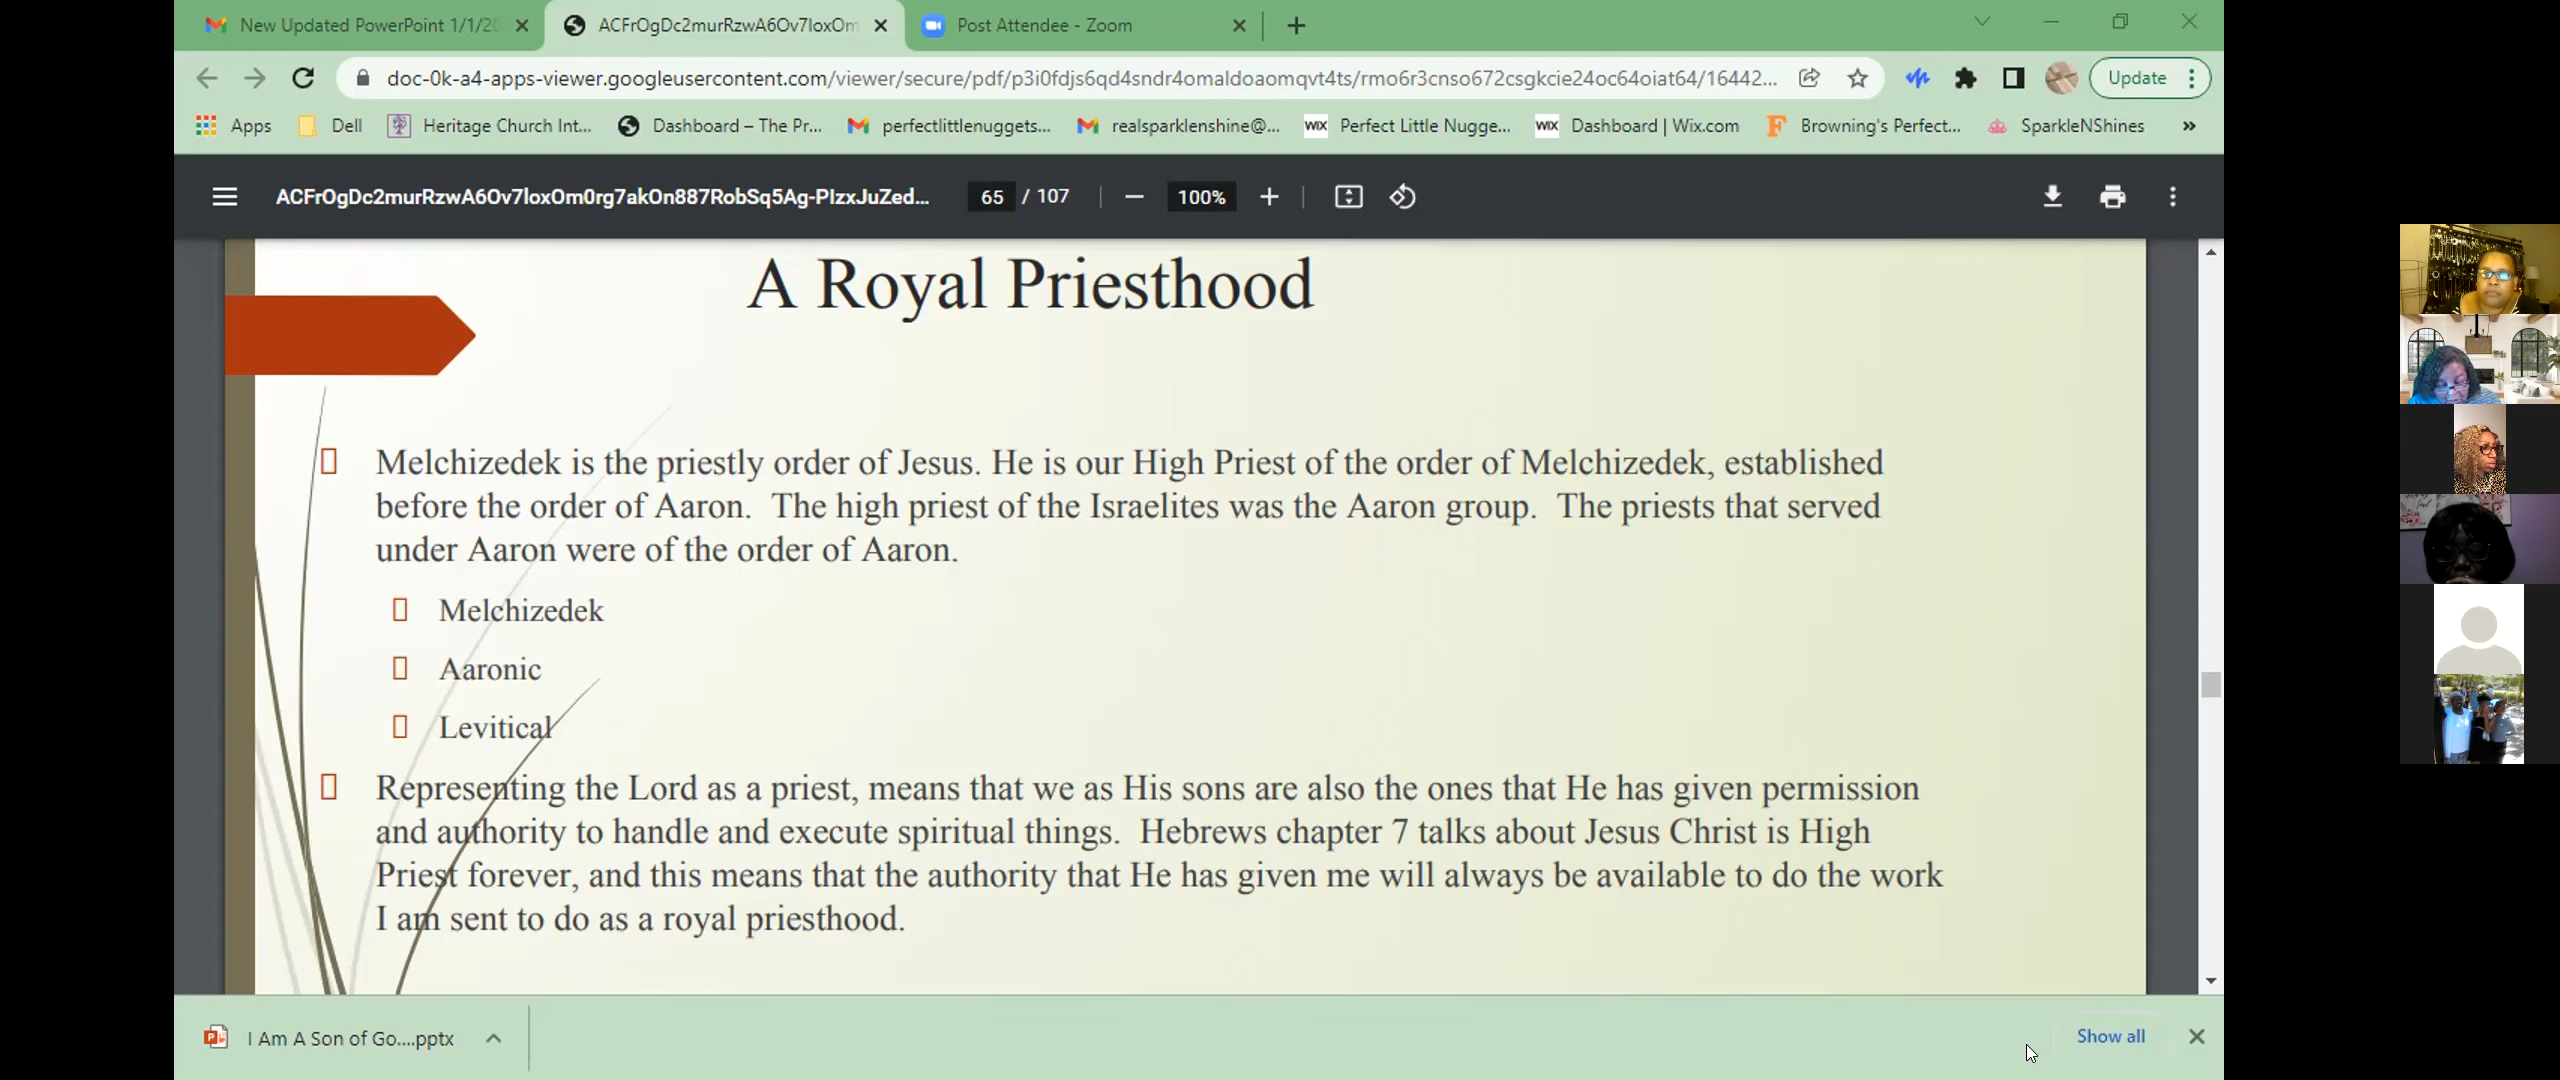 New Updated PowerPoint 1/1/20
ACFrOgDc2murRzwA6Ov7loxOm
Post Attendee - Zoom
doc-0k-a4-apps-viewer.googleusercontent.com/viewer/secure/pdf/p3i0fdjs6qd4sndr4omaldoaomqvt4ts/rmo6r3cnso672csgkcie24oc64oiat64/16442...
Update
Apps
Dell
Heritage Church Int...
Dashboard – The Pr...
perfectlittlenuggets...
realsparklenshine@...
WIX Perfect Little Nugge...
WIX Dashboard | Wix.com
Browning's Perfect...
SparkleNShines
»
ACFrOgDc2murRzwA6Ov7loxOm0rg7akOn887RobSq5Ag-PIzxJuZed...
65 / 107
100%
A Royal Priesthood
Melchizedek is the priestly order of Jesus. He is our High Priest of the order of Melchizedek, established
before the order of Aaron.  The high priest of the Israelites was the Aaron group.  The priests that served
under Aaron were of the order of Aaron.
Melchizedek
Aaronic
Levitical
Representing the Lord as a priest, means that we as His sons are also the ones that He has given permission
and authority to handle and execute spiritual things.  Hebrews chapter 7 talks about Jesus Christ is High
Priest forever, and this means that the authority that He has given me will always be available to do the work
I am sent to do as a royal priesthood.
I Am A Son of Go....pptx
Show all